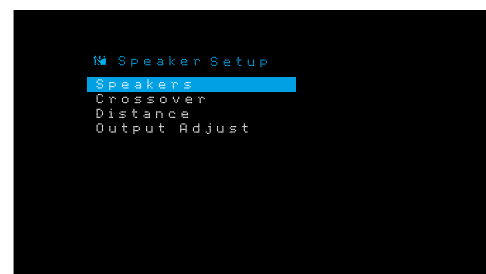 Speaker Setup
Speakers
Crossover
Distance
Output Adjust